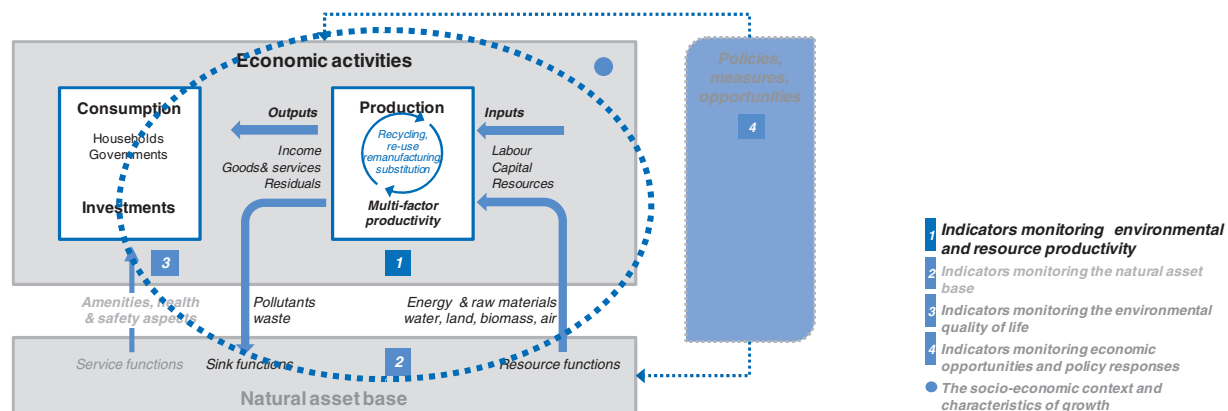 Economic activities
Consumption
Households
Governments
Investments
3
Outputs
Income
Goods& services
Residuals
Production
Recycling,
re-use
remanufacturing,
substitution
Multi-factor
productivity
1
Inputs
Labour
Capital
Resources
Policies,
measures,
opportunities
4
Amenities, health
& safety aspects
Pollutants
waste
Energy & raw materials
water, land, biomass, air
Service functions
Sink functions
2
Resource functions
Natural asset base
1 Indicators monitoring environmental
and resource productivity
2 Indicators monitoring the natural asset
base
3 Indicators monitoring the environmental
quality of life
4 Indicators monitoring economic
opportunities and policy responses
The socio-economic context and
characteristics of growth